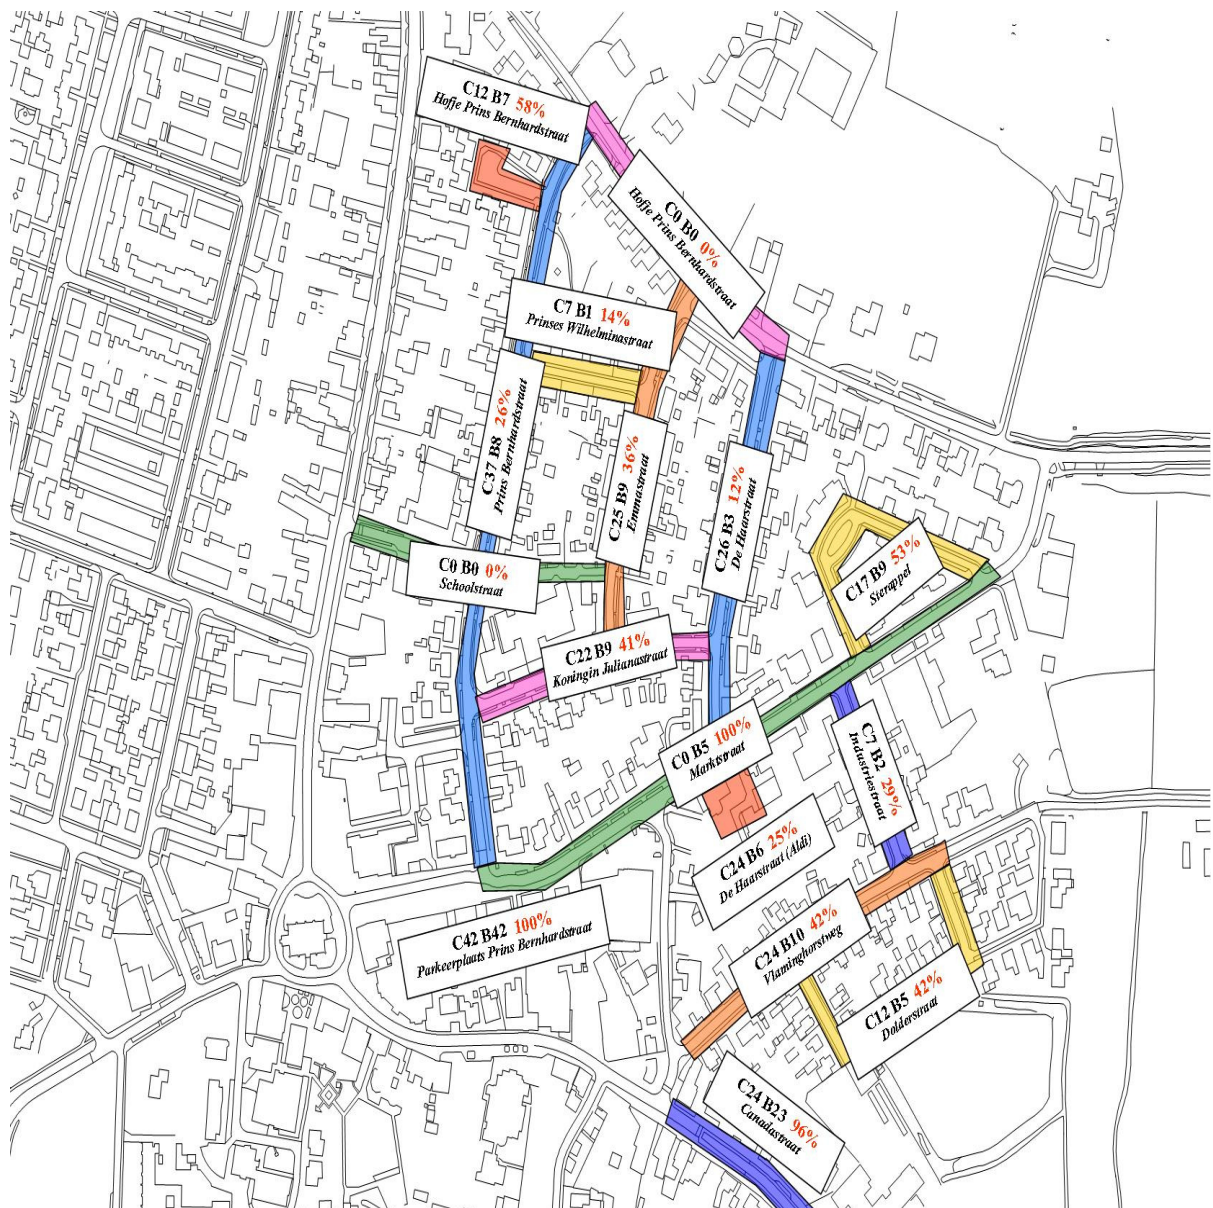 C12 B7 58%
Hofje Prins Bernhardstraat
C0 B0 0%
Hofje Prins Bernhardstraat
C7 B1 14%
Prinses Wilhelminastraat
C37 B8 26%
Prins Bernhardstraat
C25 B9 36%
Emmastraat
C26 B3 12%
De Haarstraat
C0 B0 0%
Schoolstraat
C17 B9 53%
Sterappel
C22 B9 41%
Koningin Julianastraat
C0 B5 100%
Marktstraat
C7 B2 29%
Industriestraat
C24 B6 25%
De Haarstraat (Aldi)
C42 B42 100%
Parkeerplaats Prins Bernhardstraat
C24 B10 42%
Vlaminghorstweg
C12 B5 42%
Dolderstraat
C24 B23 96%
Canadastraat